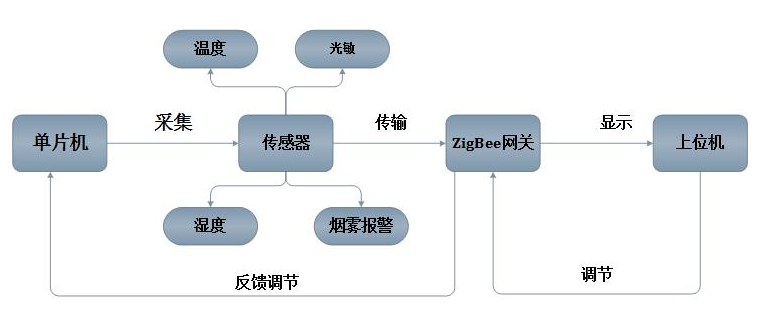 温度
光敏
单片机
采集
传感器
传输
ZigBee网关
显示
上位机
湿度
烟雾报警
反馈调节
调节